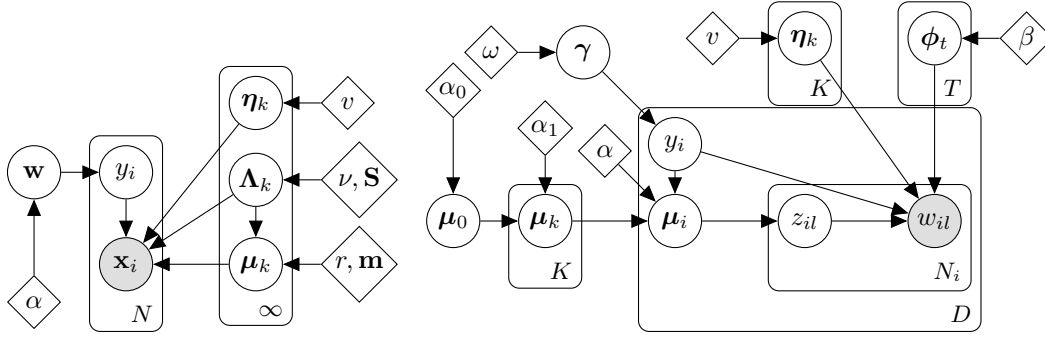 w
α
y_i
x_i
N
η_k
Λ_k
μ_k
∞
v
ν, S
r, m
α_0
μ_0
α_1
μ_k
K
ω
γ
α
y_i
μ_i
z_il
w_il
N_i
D
v
η_k
K
ϕ_t
T
β